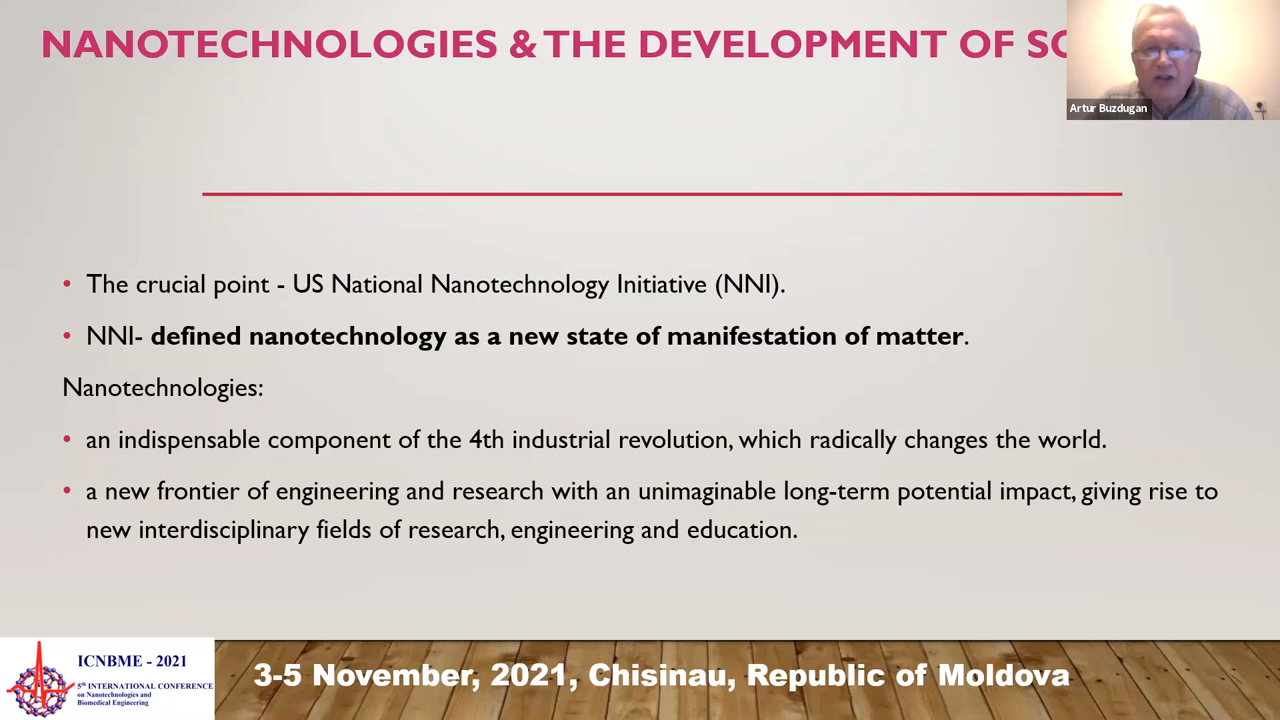 NANOTECHNOLOGIES & THE DEVELOPMENT OF
Artur Buzdugan
• The crucial point - US National Nanotechnology Initiative (NNI).
• NNI- defined nanotechnology as a new state of manifestation of matter.
Nanotechnologies:
• an indispensable component of the 4th industrial revolution, which radically changes the world.
• a new frontier of engineering and research with an unimaginable long-term potential impact, giving rise to
new interdisciplinary fields of research, engineering and education.
ICNBME - 2021
5th INTERNATIONAL CONFERENCE
on Nanotechnologies and
Biomedical Engineering
3-5 November, 2021, Chisinau, Republic of Moldova